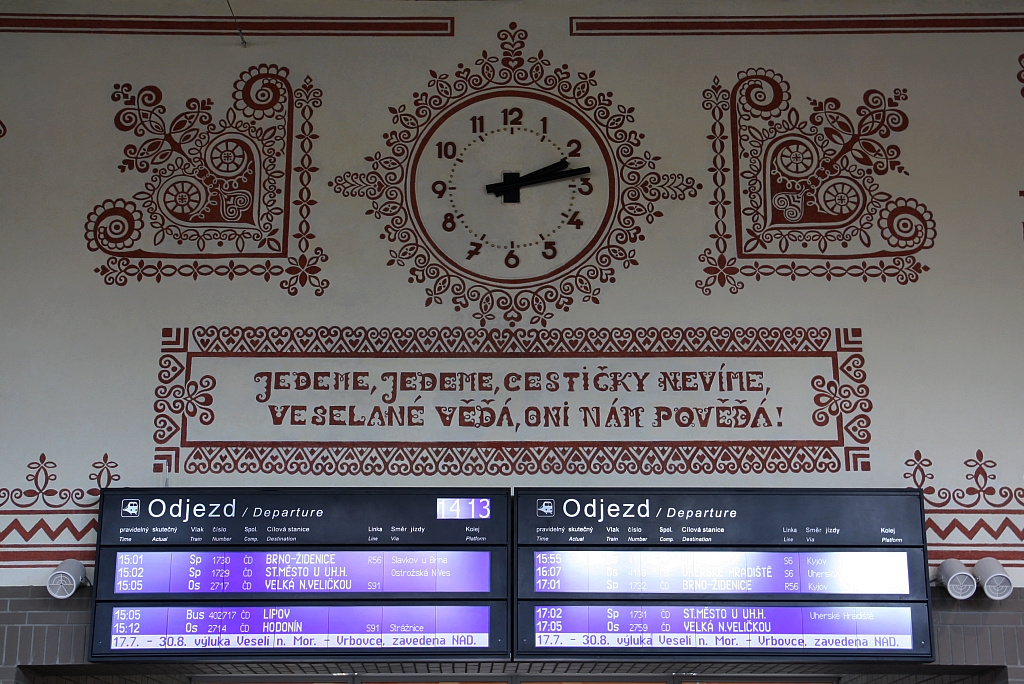 12
11 1
10 2
9 3
8 4
7 5
6
JEDEME, JEDEME, CESTIČKY NEVÍME,
VESELANÉ VĚĎÁ, ONI NÁM POVĚĎÁ!
Odjezd / Departure 14 13
pravidelný skutečný Vlak číslo Spol. Cílová stanice Linka Směr jízdy Kolej
Time Actual Train Number Comp. Destination Line Via Platform
15:01 Sp 1730 ČD BRNO-ŽIDENICE R56 Slavkov u Brna
15:02 Sp 1729 ČD ST.MĚSTO U UH.H. Ostrožská N.Ves
15:05 Os 2717 ČD VELKÁ N.VELIČKOU S91
15:05 Bus 402717 ČD LIPOV
15:12 Os 2714 ČD HODONÍN S91 Strážnice
17.7. - 30.8. výluka Veselí n. Mor. - Vrbovce, zavedena NAD.
Odjezd / Departure
pravidelný skutečný Vlak číslo Spol. Cílová stanice Linka Směr jízdy Kolej
Time Actual Train Number Comp. Destination Line Via Platform
15:55 S6 Kyjov
16:07 Os UHERSKÉ HRADIŠTĚ S6
17:01 Sp 1732 ČD BRNO-ŽIDENICE R56 Kyjov
17:02 Sp 1731 ČD ST.MĚSTO U UH.H. Uherské Hradiště
17:05 Os 2759 ČD VELKÁ N.VELIČKOU
17.7. - 30.8. výluka Veselí n. Mor. - Vrbovce, zavedena NAD.